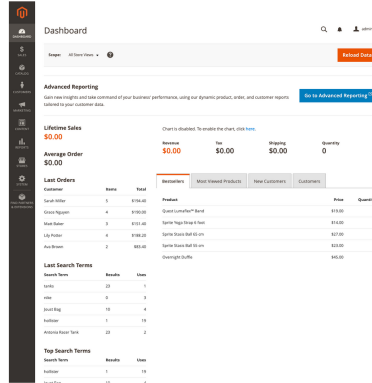 Dashboard
admin
DASHBOARD
SALES
CATALOG
CUSTOMERS
MARKETING
CONTENT
REPORTS
STORES
SYSTEM
FIND PARTNERS
& EXTENSIONS
Scope: All Store Views
Reload Data
Advanced Reporting
Gain new insights and take command of your business' performance, using our dynamic product, order, and customer reports
tailored to your customer data.
Go to Advanced Reporting
Lifetime Sales
$0.00
Average Order
$0.00
Chart is disabled. To enable the chart, click here.
Revenue Tax Shipping Quantity
$0.00 $0.00 $0.00 0
Last Orders
Customer Items Total
Sarah Miller 5 $194.40
Grace Nguyen 4 $190.00
Matt Baker 3 $151.40
Lily Potter 4 $188.20
Ava Brown 2 $83.40
Bestsellers Most Viewed Products New Customers Customers
Product Price Quantit
Quest Lumaflex™ Band $19.00
Sprite Yoga Strap 6 foot $14.00
Sprite Stasis Ball 65 cm $27.00
Sprite Stasis Ball 55 cm $23.00
Overnight Duffle $45.00
Last Search Terms
Search Term Results Uses
tanks 23 1
nike 0 3
Joust Bag 10 4
hollister 1 19
Antonia Racer Tank 23 2
Top Search Terms
Search Term Results Uses
hollister 1 19
Joust Bag 10 4